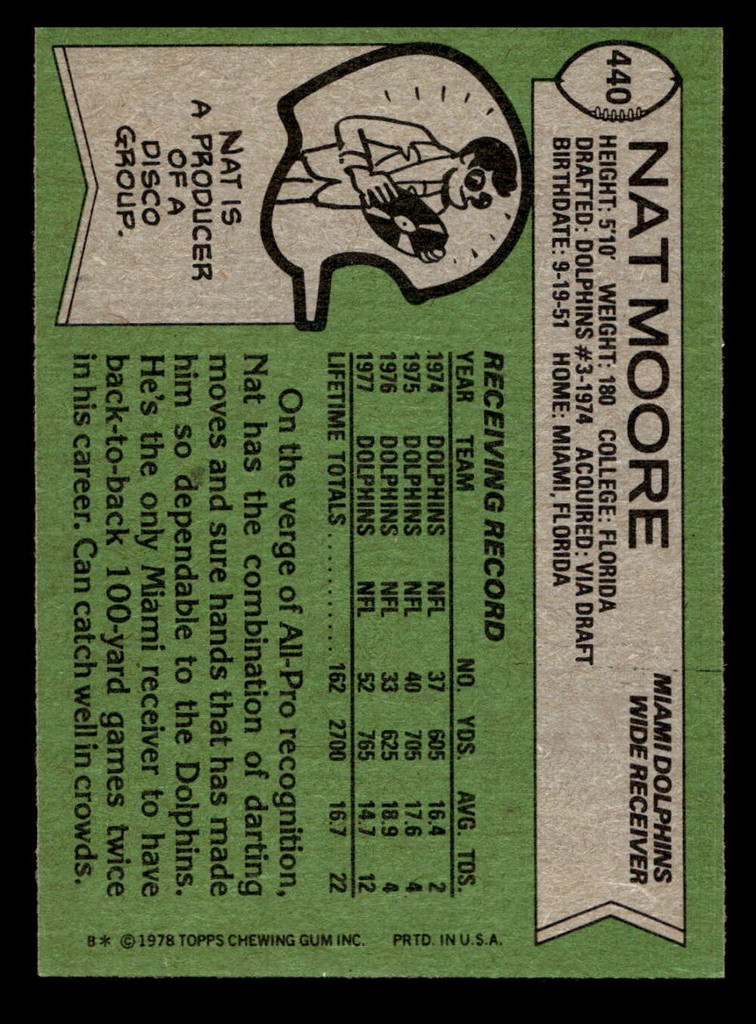 440
NAT MOORE
MIAMI DOLPHINS
WIDE RECEIVER
HEIGHT: 5'10' WEIGHT: 180 COLLEGE: FLORIDA
DRAFTED: DOLPHINS #3-1974 ACQUIRED: VIA DRAFT
BIRTHDATE: 9-19-51 HOME: MIAMI, FLORIDA
NAT IS
A PRODUCER
OF A
DISCO
GROUP.
RECEIVING RECORD
YEAR TEAM NO. YDS. AVG. TDS.
1974 DOLPHINS NFL 37 605 16.4 2
1975 DOLPHINS NFL 40 705 17.6 4
1976 DOLPHINS NFL 33 625 18.9 4
1977 DOLPHINS NFL 52 765 14.7 12
LIFETIME TOTALS .......... 162 2700 16.7 22
On the verge of All-Pro recognition,
Nat has the combination of darting
moves and sure hands that has made
him so dependable to the Dolphins.
He's the only Miami receiver to have
back-to-back 100-yard games twice
in his career. Can catch well in crowds.
B* © 1978 TOPPS CHEWING GUM INC. PRTD. IN U.S.A.